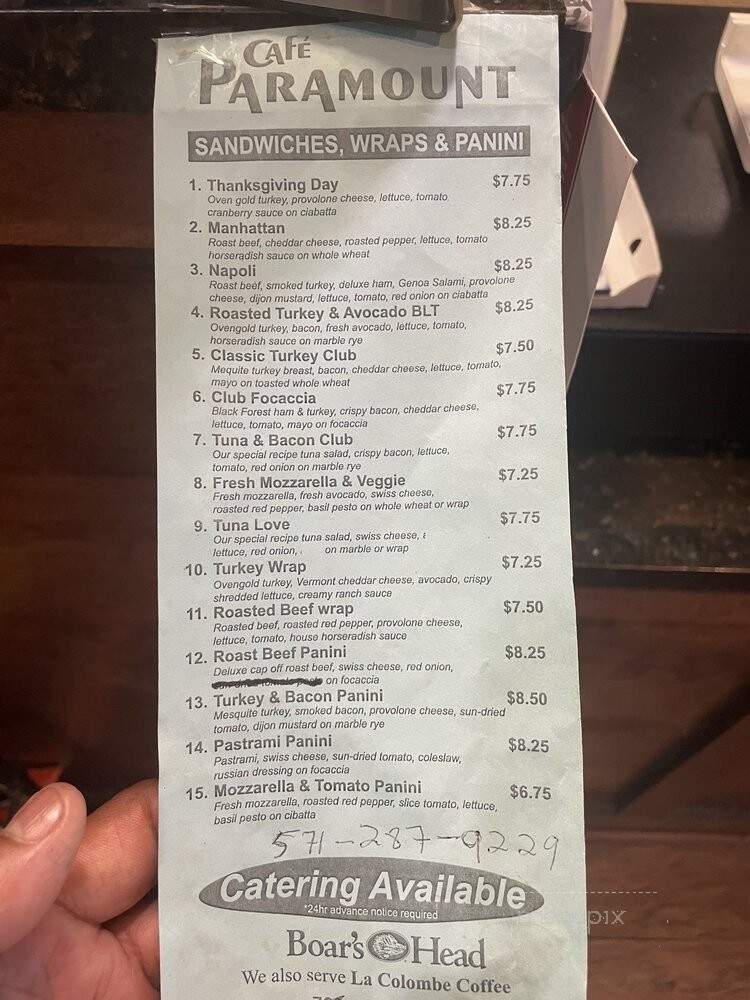 CAFÉ
PARAMOUNT
SANDWICHES, WRAPS & PANINI
1. Thanksgiving Day $7.75
Oven gold turkey, provolone cheese, lettuce, tomato
cranberry sauce on ciabatta
2. Manhattan $8.25
Roast beef, cheddar cheese, roasted pepper, lettuce, tomato
horseradish sauce on whole wheat
3. Napoli $8.25
Roast beef, smoked turkey, deluxe ham, Genoa Salami, provolone
cheese, dijon mustard, lettuce, tomato, red onion on ciabatta
4. Roasted Turkey & Avocado BLT $8.25
Ovengold turkey, bacon, fresh avocado, lettuce, tomato,
horseradish sauce on marble rye
5. Classic Turkey Club $7.50
Mequite turkey breast, bacon, cheddar cheese, lettuce, tomato,
mayo on toasted whole wheat
6. Club Focaccia $7.75
Black Forest ham & turkey, crispy bacon, cheddar cheese,
lettuce, tomato, mayo on focaccia
7. Tuna & Bacon Club $7.75
Our special recipe tuna salad, crispy bacon, lettuce,
tomato, red onion on marble rye
8. Fresh Mozzarella & Veggie $7.25
Fresh mozzarella, fresh avocado, swiss cheese,
roasted red pepper, basil pesto on whole wheat or wrap
9. Tuna Love $7.75
Our special recipe tuna salad, swiss cheese,
lettuce, red onion, on marble or wrap
10. Turkey Wrap $7.25
Ovengold turkey, Vermont cheddar cheese, avocado, crispy
shredded lettuce, creamy ranch sauce
11. Roasted Beef wrap $7.50
Roasted beef, roasted red pepper, provolone cheese,
lettuce, tomato, house horseradish sauce
12. Roast Beef Panini $8.25
Deluxe cap off roast beef, swiss cheese, red onion,
on focaccia
13. Turkey & Bacon Panini $8.50
Mesquite turkey, smoked bacon, provolone cheese, sun-dried
tomato, dijon mustard on marble rye
14. Pastrami Panini $8.25
Pastrami, swiss cheese, sun-dried tomato, coleslaw,
russian dressing on focaccia
15. Mozzarella & Tomato Panini $6.75
Fresh mozzarella, roasted red pepper, slice tomato, lettuce,
basil pesto on cibatta
571-287-9229
Catering Available
*24hr advance notice required
Boar's Head
We also serve La Colombe Coffee